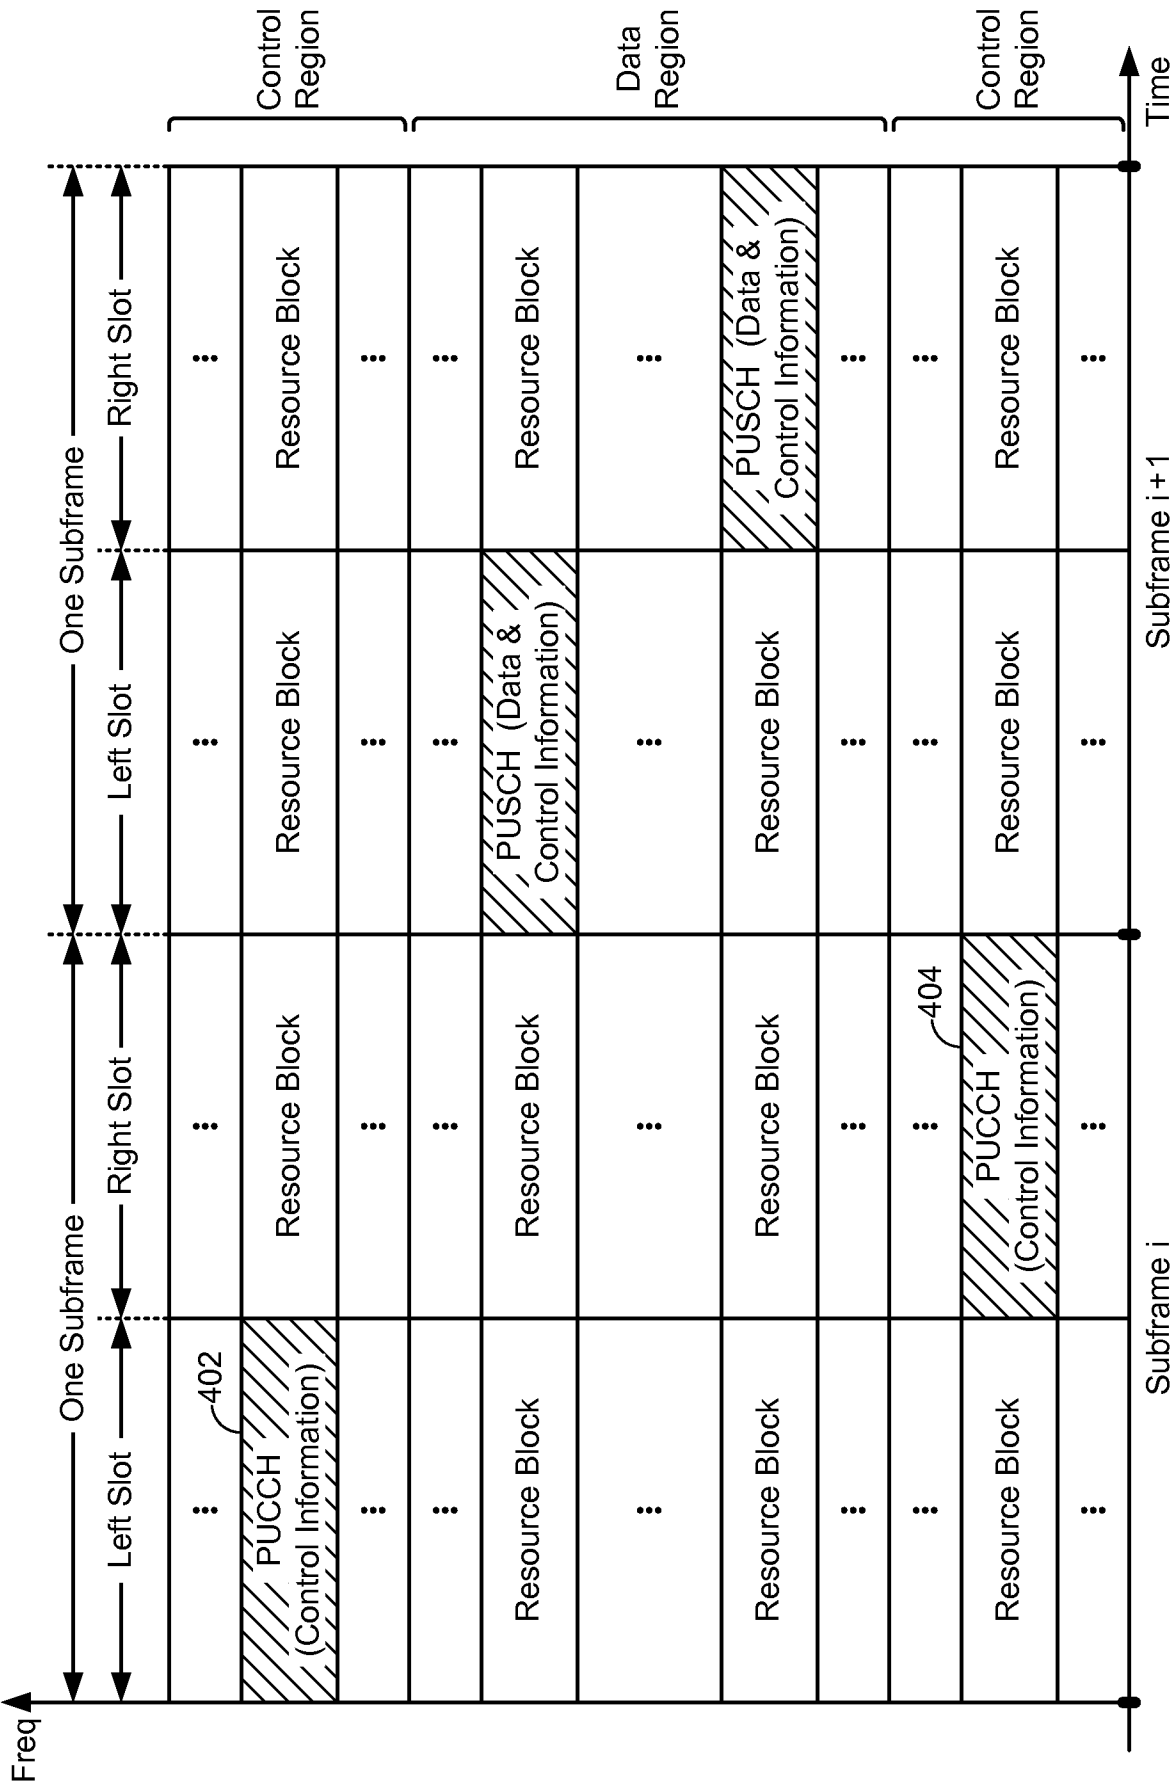 Freq
One Subframe
One Subframe
Left Slot
Right Slot
Left Slot
Right Slot
...
402
...
...
...
Control
Region
PUCCH
(Control Information)
Resource Block
Resource Block
Resource Block
...
...
...
...
...
...
...
...
Data
Region
Resource Block
Resource Block
PUSCH (Data &
Control Information)
Resource Block
...
...
...
...
Resource Block
Resource Block
Resource Block
PUSCH (Data &
Control Information)
...
...
...
...
...
...
404
...
...
Control
Region
Resource Block
PUCCH
(Control Information)
Resource Block
Resource Block
...
...
...
...
Subframe i
Subframe i + 1
Time